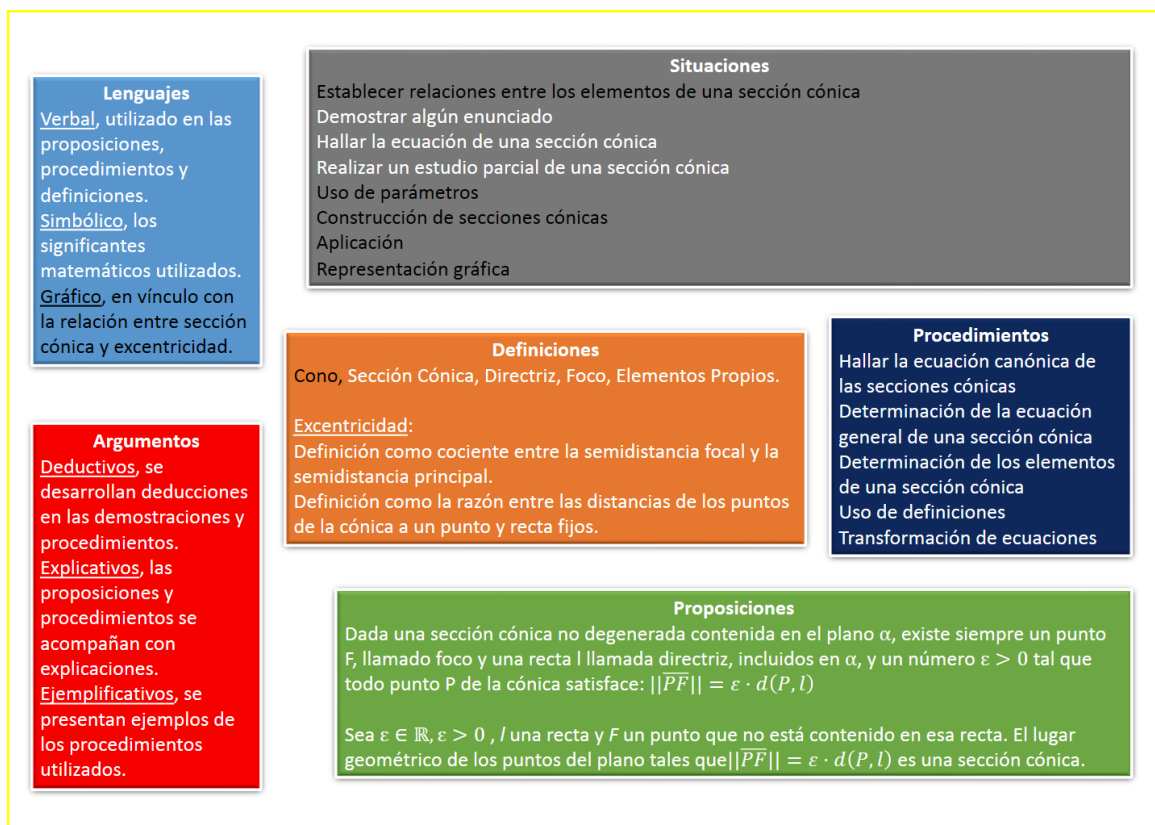 Lenguajes
Verbal, utilizado en las
proposiciones,
procedimientos y
definiciones.
Simbólico, los
significantes
matemáticos utilizados.
Gráfico, en vínculo con
la relación entre sección
cónica y excentricidad.
Situaciones
Establecer relaciones entre los elementos de una sección cónica
Demostrar algún enunciado
Hallar la ecuación de una sección cónica
Realizar un estudio parcial de una sección cónica
Uso de parámetros
Construcción de secciones cónicas
Aplicación
Representación gráfica
Definiciones
Cono, Sección Cónica, Directriz, Foco, Elementos Propios.
Excentricidad:
Definición como cociente entre la semidistancia focal y la
semidistancia principal.
Definición como la razón entre las distancias de los puntos
de la cónica a un punto y recta fijos.
Procedimientos
Hallar la ecuación canónica de
las secciones cónicas
Determinación de la ecuación
general de una sección cónica
Determinación de los elementos
de una sección cónica
Uso de definiciones
Transformación de ecuaciones
Argumentos
Deductivos, se
desarrollan deducciones
en las demostraciones y
procedimientos.
Explicativos, las
proposiciones y
procedimientos se
acompañan con
explicaciones.
Ejemplificativos, se
presentan ejemplos de
los procedimientos
utilizados.
Proposiciones
Dada una sección cónica no degenerada contenida en el plano α, existe siempre un punto
F, llamado foco y una recta l llamada directriz, incluidos en α, y un número ε > 0 tal que
todo punto P de la cónica satisface: ||P̅F̅|| = ε · d(P, l)
Sea ε ∈ ℝ, ε > 0 , l una recta y F un punto que no está contenido en esa recta. El lugar
geométrico de los puntos del plano tales que||P̅F̅|| = ε · d(P, l) es una sección cónica.